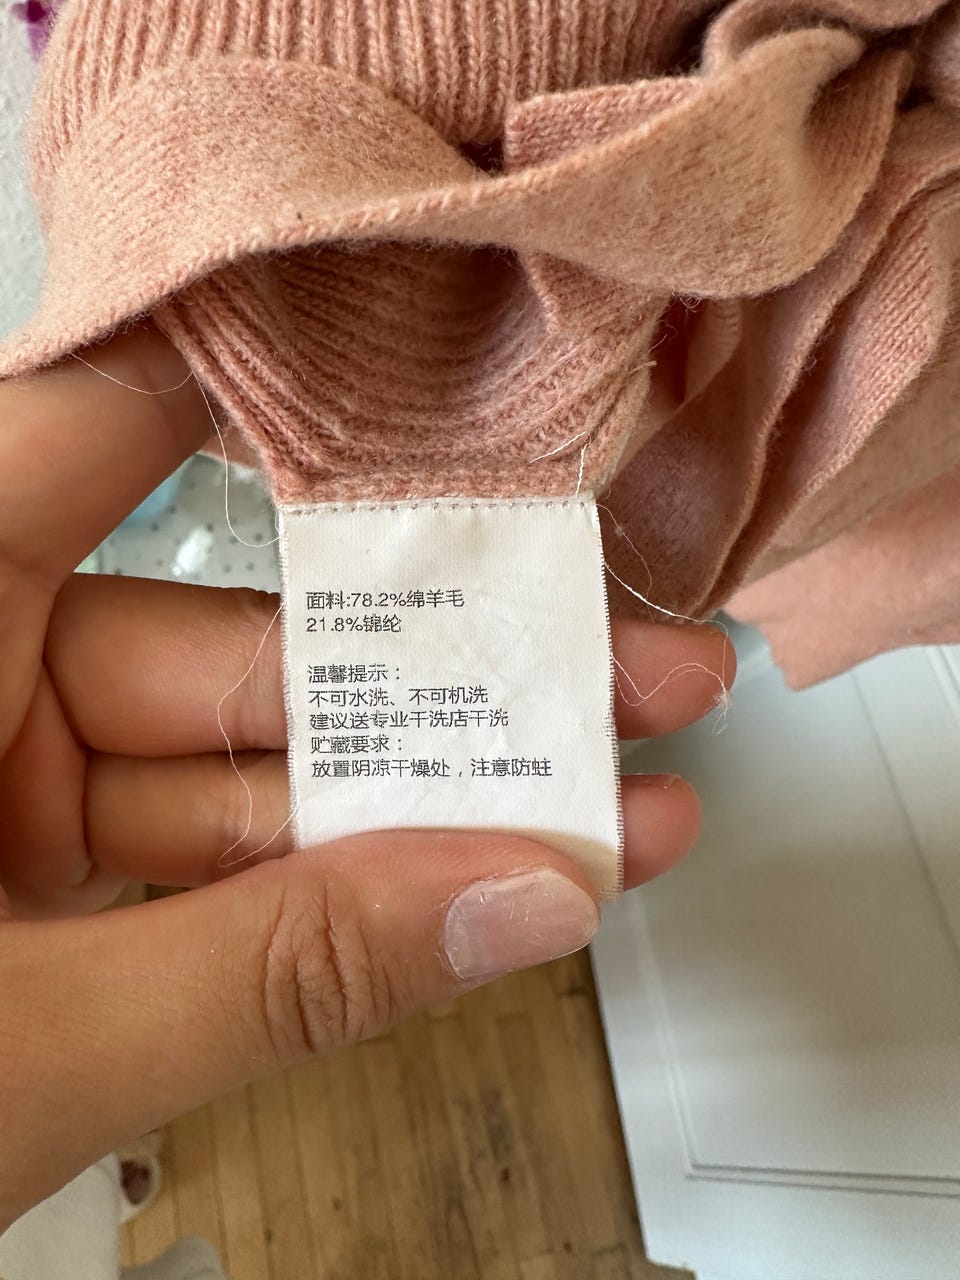 面料:78.2%绵羊毛
21.8%锦纶
温馨提示：
不可水洗、不可机洗
建议送专业干洗店干洗
贮藏要求：
放置阴凉干燥处，注意防蛀